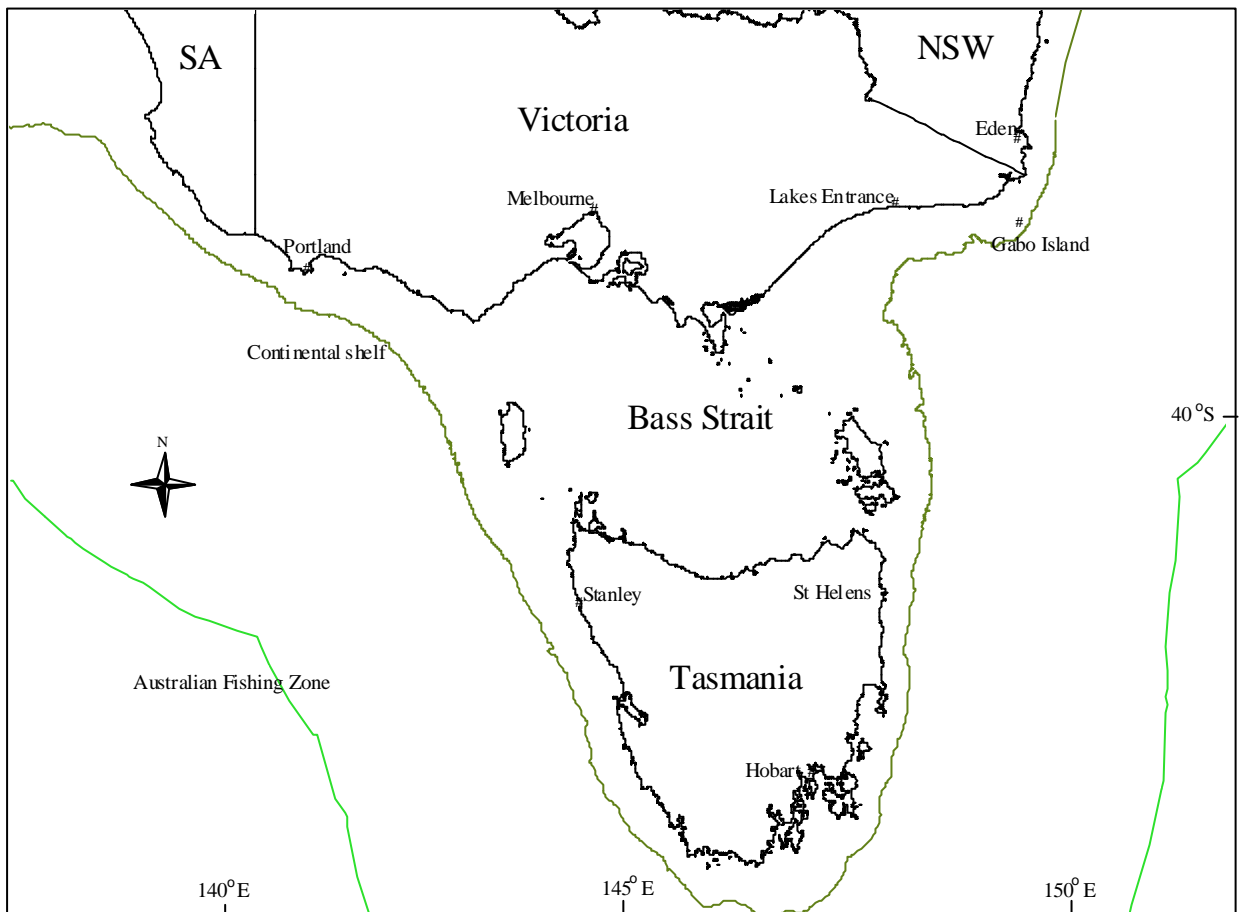 SA
NSW
Victoria
Eden
#
Melbourne
#
Lakes Entrance
#
#
Gabo Island
Portland
#
Continental shelf
Bass Strait
40°S
N
#
Stanley
St Helens
Australian Fishing Zone
Tasmania
Hobart
140°E
145°E
150°E